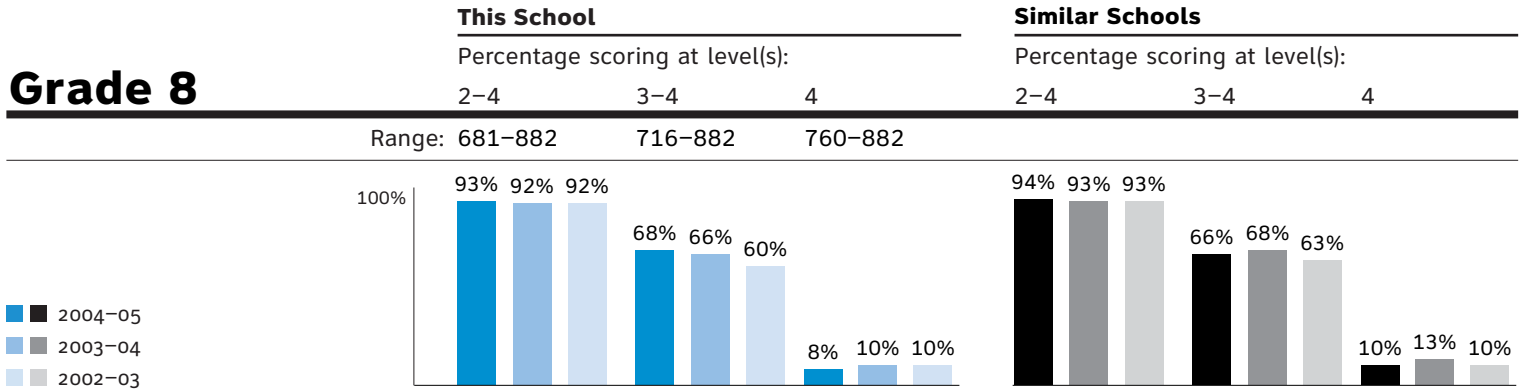 This School Similar Schools
Percentage scoring at level(s): Percentage scoring at level(s):
Grade 8
2–4 3–4 4 2–4 3–4 4
Range: 681–882 716–882 760–882
100%
93% 92% 92% 68% 66% 60% 8% 10% 10% 94% 93% 93% 66% 68% 63% 10% 13% 10%
2004–05
2003–04
2002–03